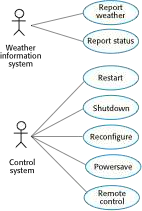 Report
weather
Report status
Weather
information
system
Restart
Shutdown
Reconfigure
Powersave
Remote
control
Control
system